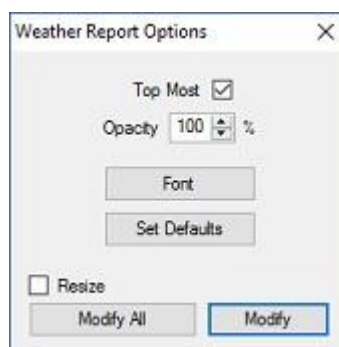 Weather Report Options
Top Most
Opacity 100 %
Font
Set Defaults
Resize
Modify All Modify